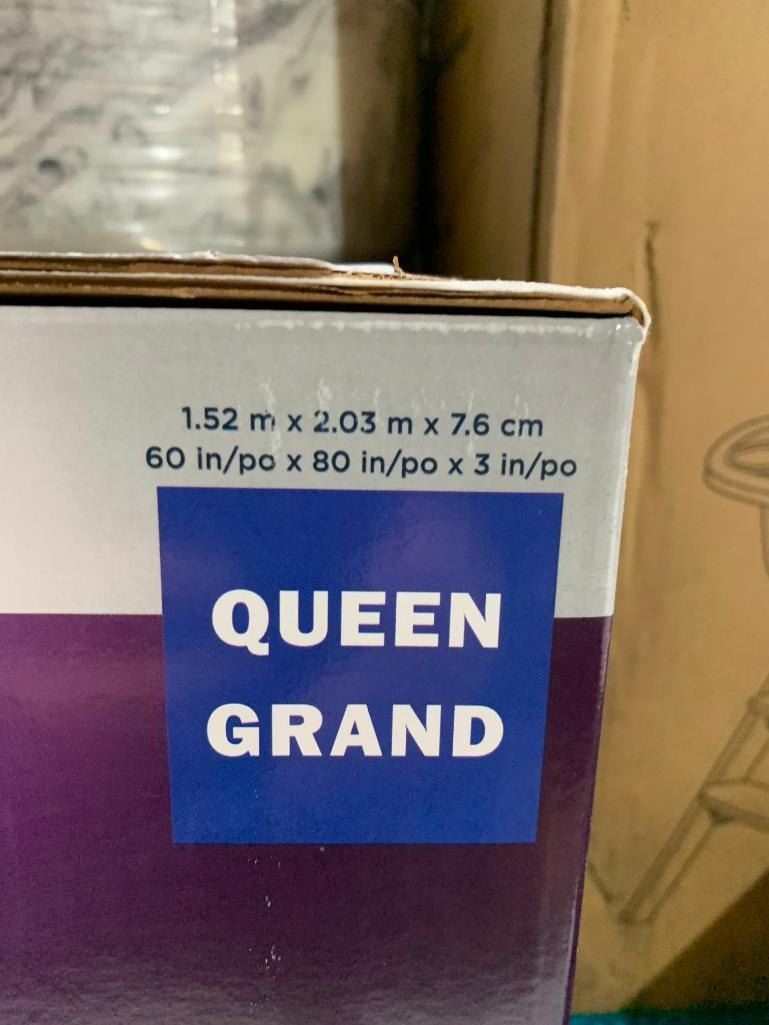 1.52 m x 2.03 m x 7.6 cm
60 in/po x 80 in/po x 3 in/po
QUEEN
GRAND